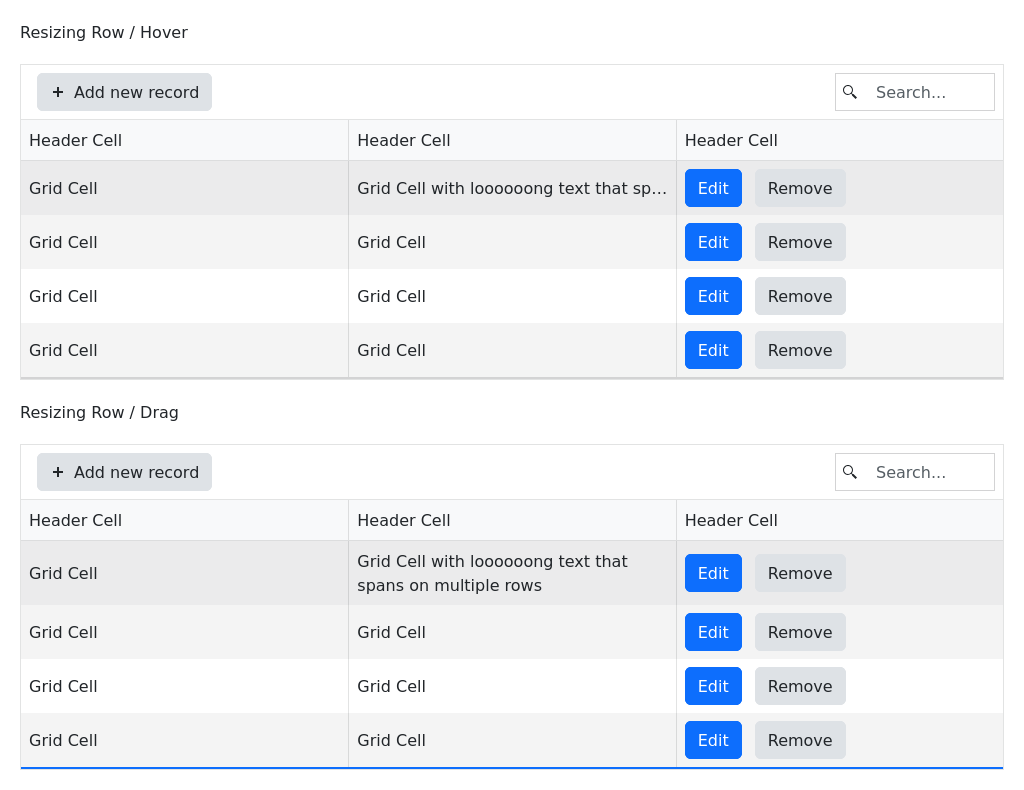 Resizing Row / Hover
Add new record
Search...
Header Cell Header Cell Header Cell
Grid Cell Grid Cell with looooooong text that sp... Edit Remove
Grid Cell Grid Cell Edit Remove
Grid Cell Grid Cell Edit Remove
Grid Cell Grid Cell Edit Remove
Resizing Row / Drag
Add new record
Search...
Header Cell Header Cell Header Cell
Grid Cell Grid Cell with looooooong text that Edit Remove
spans on multiple rows
Grid Cell Grid Cell Edit Remove
Grid Cell Grid Cell Edit Remove
Grid Cell Grid Cell Edit Remove